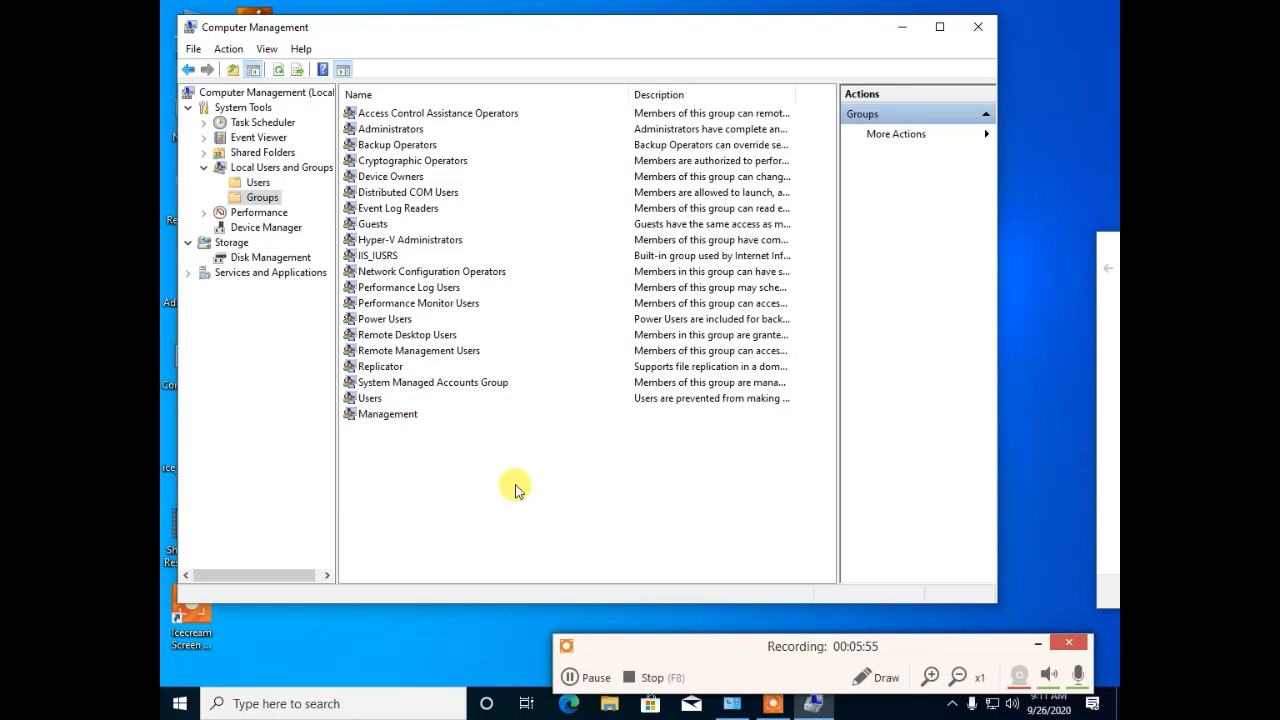 Computer Management
File Action View Help
Computer Management (Local
System Tools
Task Scheduler
Event Viewer
Shared Folders
Local Users and Groups
Users
Groups
Performance
Device Manager
Storage
Disk Management
Services and Applications
Name Description
Access Control Assistance Operators Members of this group can remot...
Administrators Administrators have complete an...
Backup Operators Backup Operators can override se...
Cryptographic Operators Members are authorized to perfor...
Device Owners Members of this group can chang...
Distributed COM Users Members are allowed to launch, a...
Event Log Readers Members of this group can read e...
Guests Guests have the same access as m...
Hyper-V Administrators Members of this group have com...
IIS_IUSRS Built-in group used by Internet Inf...
Network Configuration Operators Members in this group can have s...
Performance Log Users Members of this group may sche...
Performance Monitor Users Members of this group can acces...
Power Users Power Users are included for back...
Remote Desktop Users Members in this group are grante...
Remote Management Users Members of this group can acces...
Replicator Supports file replication in a dom...
System Managed Accounts Group Members of this group are mana...
Users Users are prevented from making ...
Management
Actions
Groups
More Actions
Icecream
Screen ...
Recording: 00:05:55
Pause Stop (F8) Draw x1
Type here to search
9:11 AM
9/26/2020